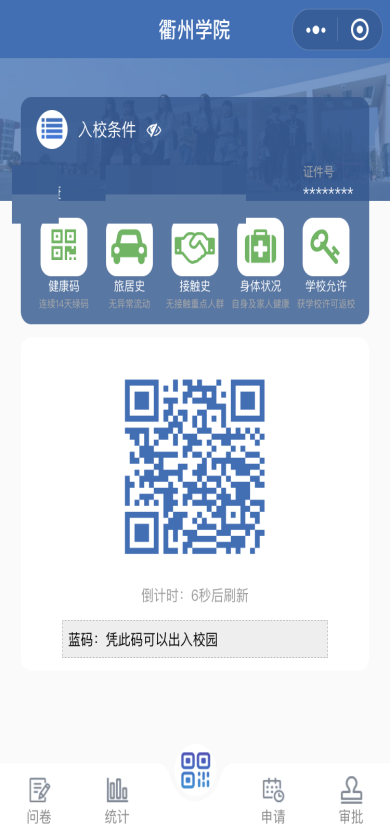 衢州学院
入校条件
证件号
********
健康码 旅居史 接触史 身体状况 学校允许
连续14天绿码 无异常流动 无接触重点人群 自身及家人健康 获学校许可返校
倒计时：6秒后刷新
蓝码：凭此码可以出入校园
问卷 统计 申请 审批